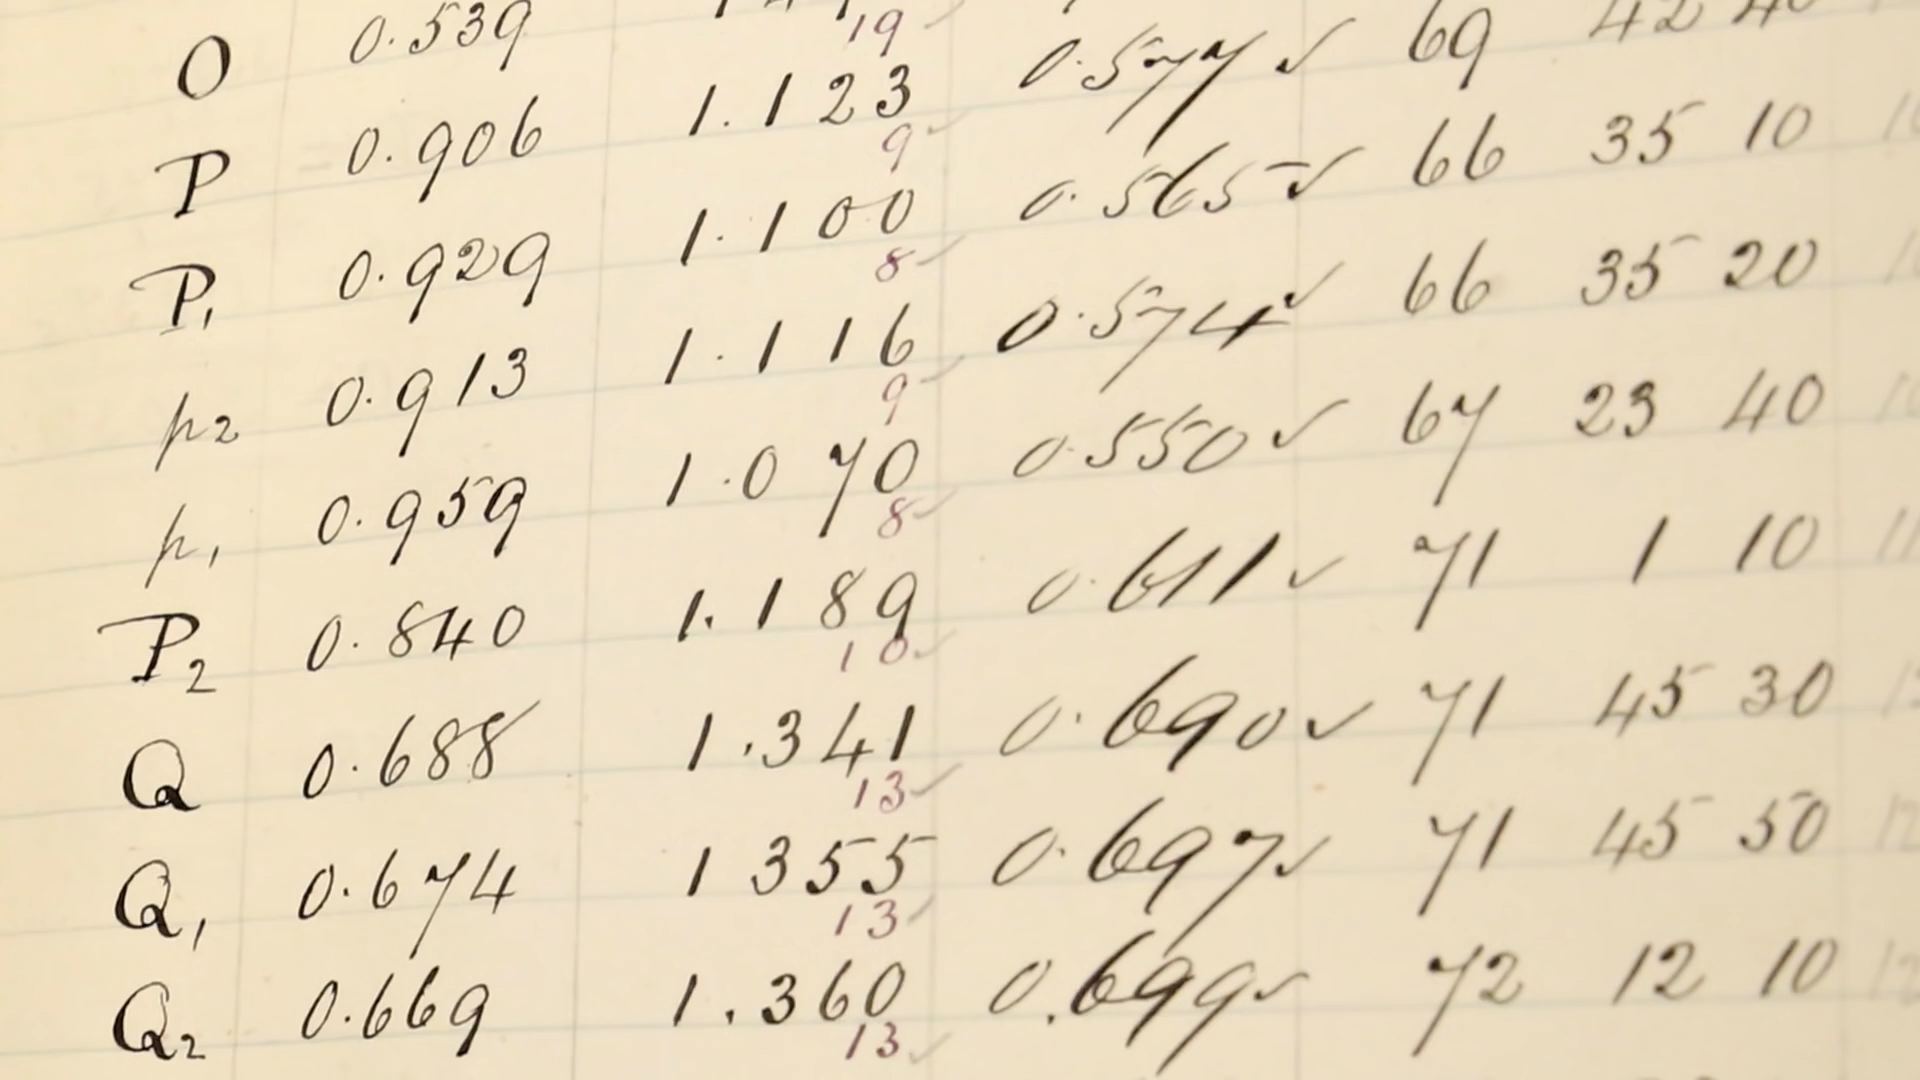 O 0.539 0.577 ✓ 69 42 40
19 ✓
P 0.906 1.123 0.565 ✓ 66 35 10
9 ✓
P₁ 0.929 1.100 0.574 ✓ 66 35 20
8 ✓
p₂ 0.913 1.116 0.550 ✓ 67 23 40
9 ✓
p₁ 0.959 1.070 0.611 ✓ 71 1 10
8 ✓
P₂ 0.840 1.189 0.690 ✓ 71 45 30
10 ✓
Q 0.688 1.341 0.697 ✓ 71 45 50
13 ✓
Q₁ 0.674 1 355 0.699 ✓ 72 12 10
13 ✓
Q₂ 0.669 1.360
13 ✓